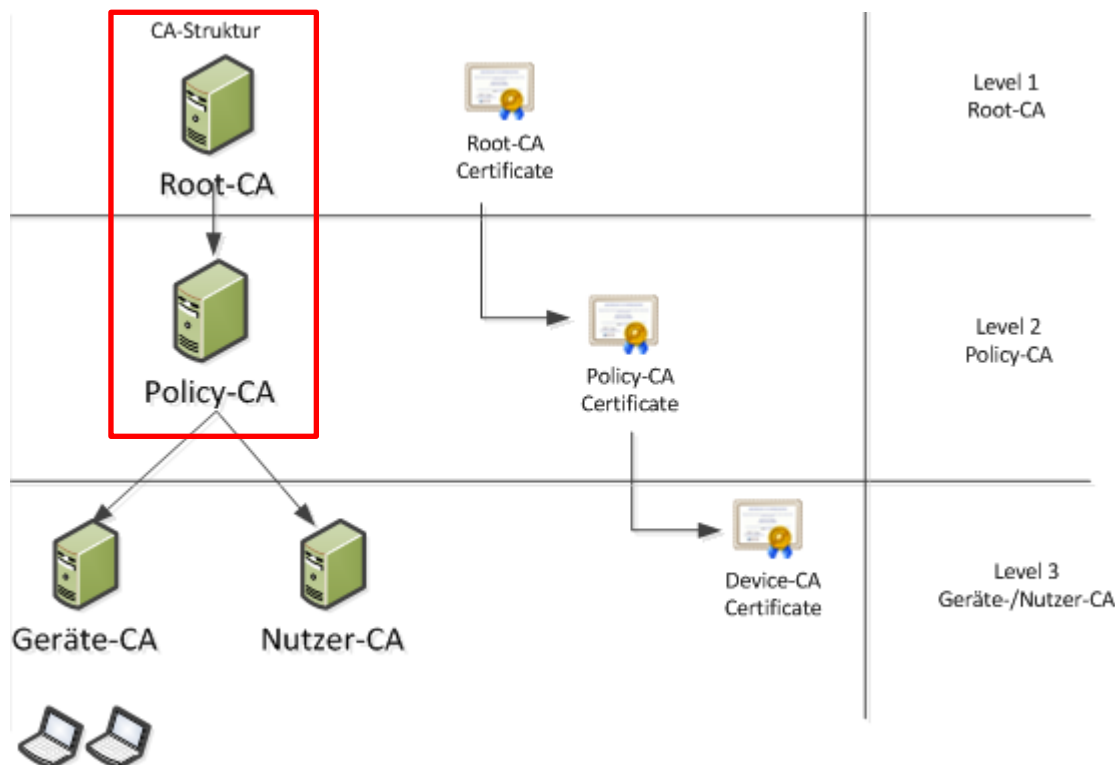 CA-Struktur
Root-CA
Root-CA
Certificate
Level 1
Root-CA
Policy-CA
Policy-CA
Certificate
Level 2
Policy-CA
Geräte-CA
Nutzer-CA
Device-CA
Certificate
Level 3
Geräte-/Nutzer-CA